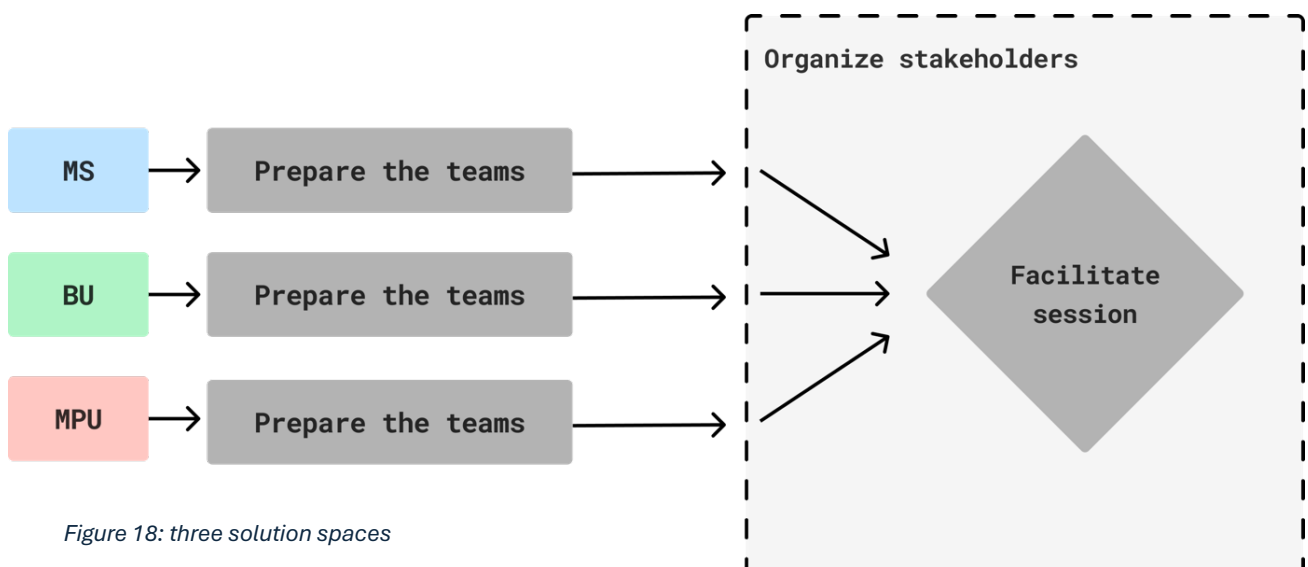 Organize stakeholders
MS
Prepare the teams
BU
Prepare the teams
MPU
Prepare the teams
Facilitate
session
Figure 18: three solution spaces